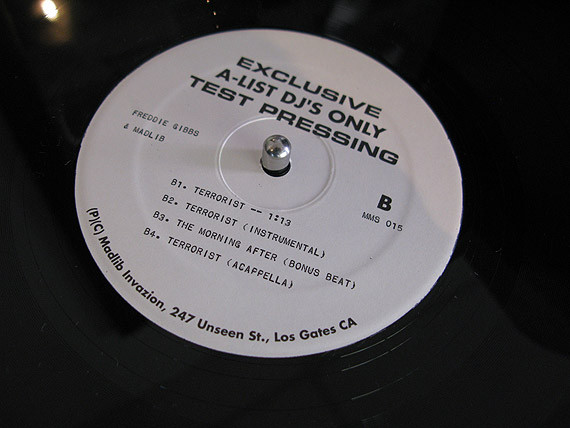 EXCLUSIVE
A-LIST DJ'S ONLY
TEST PRESSING
FREDDIE GIBBS
& MADLIB
B
MMS 015
B1. TERRORIST -- 1:13
B2. TERRORIST (INSTRUMENTAL)
B3. THE MORNING AFTER (BONUS BEAT)
B4. TERRORIST (ACAPPELLA)
(P)(C) Madlib Invazion, 247 Unseen St., Los Gates CA